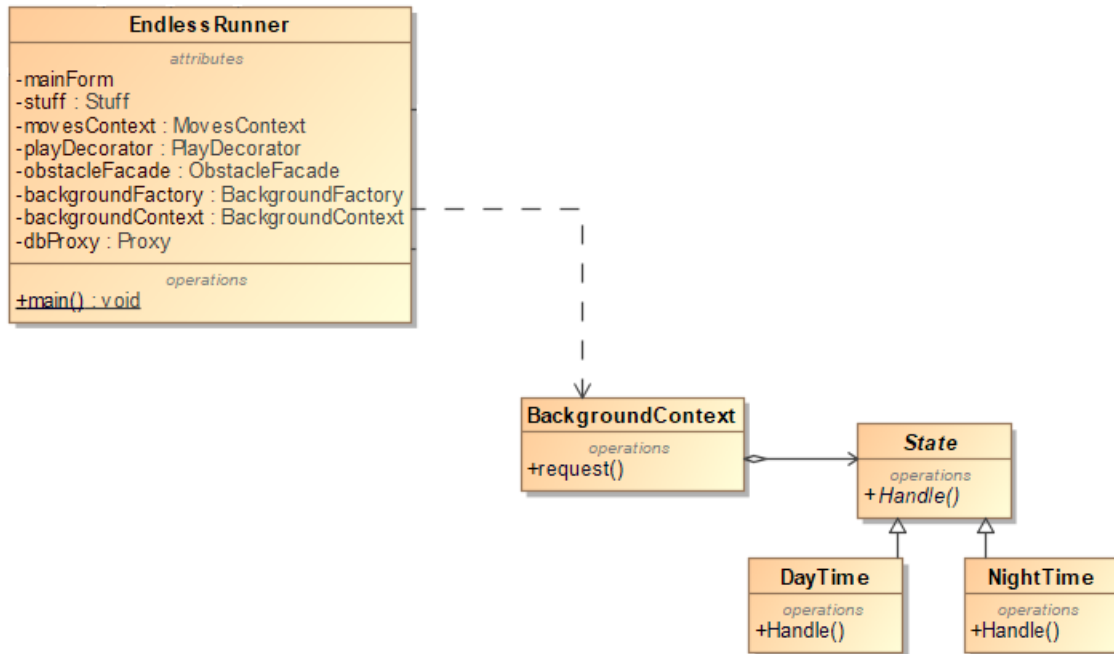 EndlessRunner
attributes
-mainForm
-stuff : Stuff
-movesContext : MovesContext
-playDecorator : PlayDecorator
-obstacleFacade : ObstacleFacade
-backgroundFactory : BackgroundFactory
-backgroundContext : BackgroundContext
-dbProxy : Proxy
operations
+main() : void
BackgroundContext
operations
+request()
State
operations
+Handle()
DayTime
operations
+Handle()
NightTime
operations
+Handle()